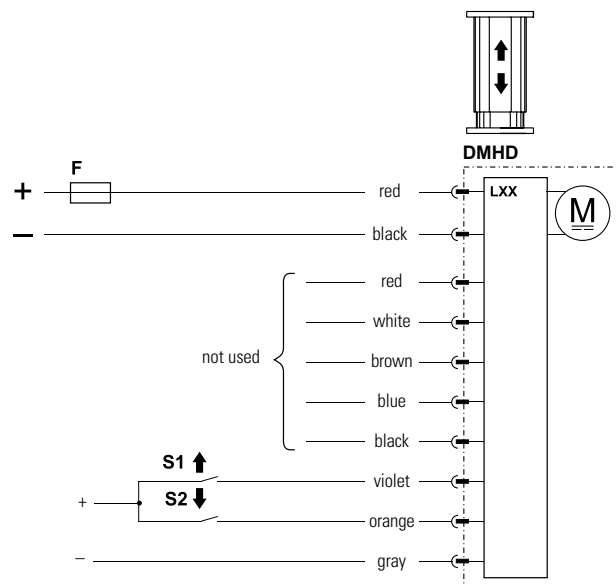 DMHD
F
+
red
LXX
M
−
black
red
white
not used
brown
blue
black
S1
violet
+
S2
orange
−
gray